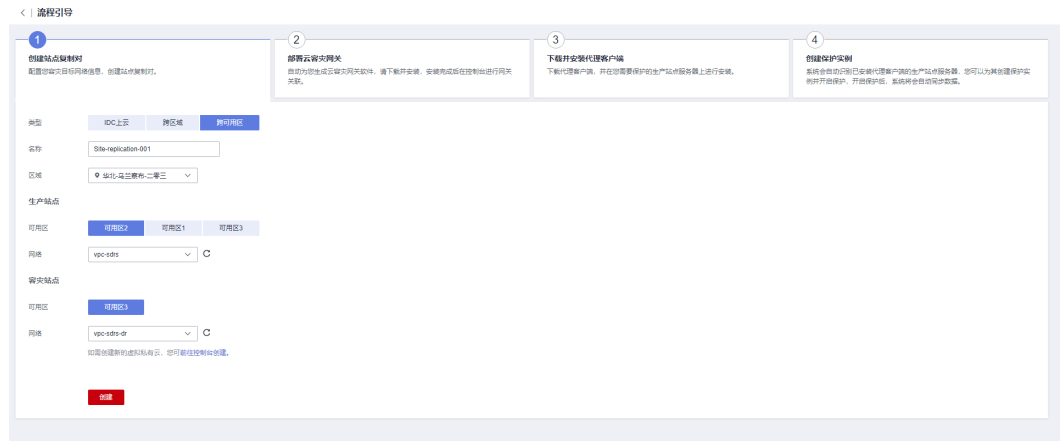 流程引导
1
创建站点复制对
配置您容灾目标网络信息，创建站点复制对。
2
部署云容灾网关
自动为您生成云容灾网关软件，请下载并安装，安装完成后在控制台进行网关
关联。
3
下载并安装代理客户端
下载代理客户端，并在您需要保护的生产站点服务器上进行安装。
4
创建保护实例
系统会自动识别已安装代理客户端的生产站点服务器，您可以为其创建保护实
例并开启保护，开启保护后，系统将会自动同步数据。
类型 IDC上云 跨区域 跨可用区
名称 Site-replication-001
区域 华北-乌兰察布-二零三
生产站点
可用区 可用区2 可用区1 可用区3
网络 vpc-sdrs
容灾站点
可用区 可用区3
网络 vpc-sdrs-dr
如需创建新的虚拟私有云，您可前往控制台创建。
创建